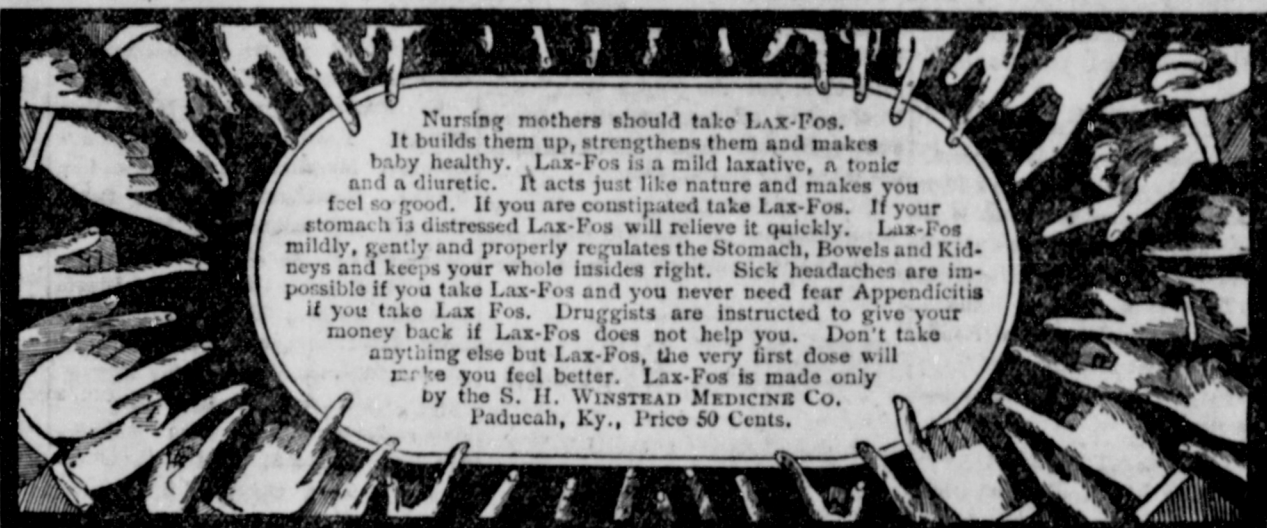 Nursing mothers should take LAX-FOS.
It builds them up, strengthens them and makes
baby healthy. Lax-Fos is a mild laxative, a tonic
and a diuretic. It acts just like nature and makes you
feel so good. If you are constipated take Lax-Fos. If your
stomach is distressed Lax-Fos will relieve it quickly. Lax-Fos
mildly, gently and properly regulates the Stomach, Bowels and Kid-
neys and keeps your whole insides right. Sick headaches are im-
possible if you take Lax-Fos and you never need fear Appendicitis
if you take Lax Fos. Druggists are instructed to give your
money back if Lax-Fos does not help you. Don't take
anything else but Lax-Fos, the very first dose will
make you feel better. Lax-Fos is made only
by the S. H. WINSTEAD MEDICINE CO.
Paducah, Ky., Price 50 Cents.